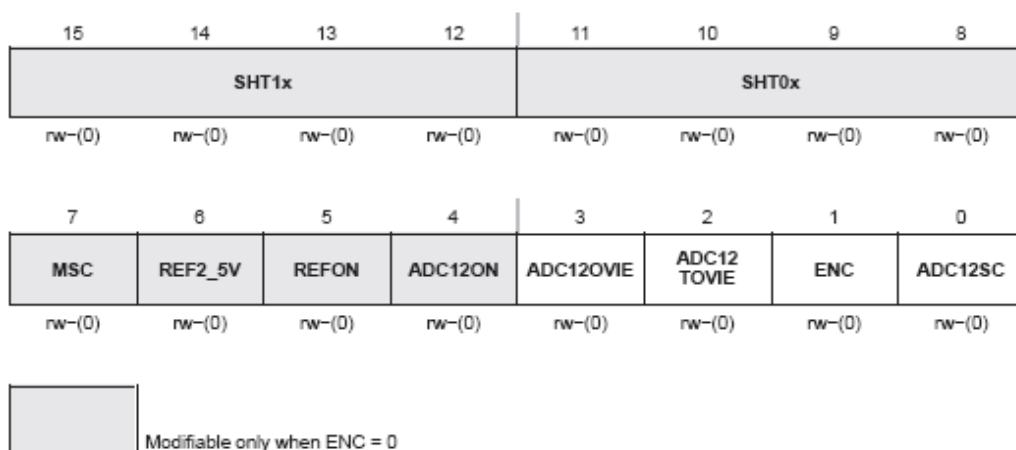 15 14 13 12 11 10 9 8
SHT1x SHT0x
rw−(0) rw−(0) rw−(0) rw−(0) rw−(0) rw−(0) rw−(0) rw−(0)
7 6 5 4 3 2 1 0
MSC REF2_5V REFON ADC12ON ADC12OVIE ADC12 TOVIE ENC ADC12SC
rw−(0) rw−(0) rw−(0) rw−(0) rw−(0) rw−(0) rw−(0) rw−(0)
Modifiable only when ENC = 0